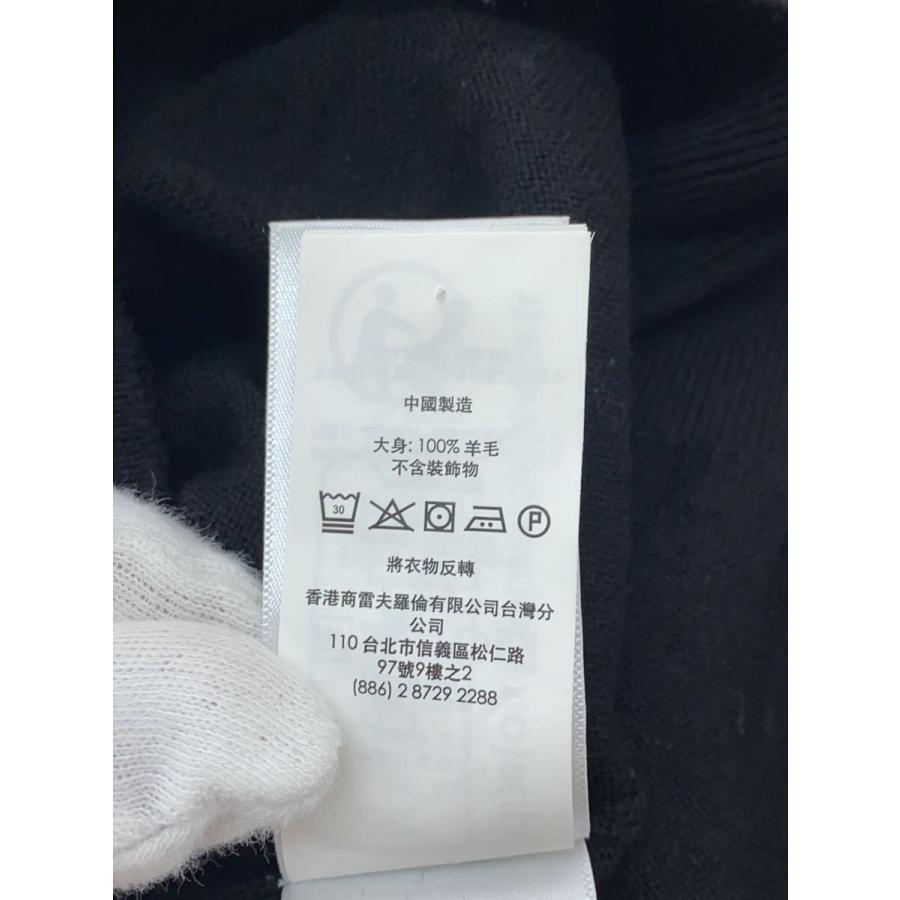 中國製造
大身: 100% 羊毛
不含裝飾物
30
P
將衣物反轉
香港商雷夫羅倫有限公司台灣分
公司
110 台北市信義區松仁路
97號9樓之2
(886) 2 8729 2288